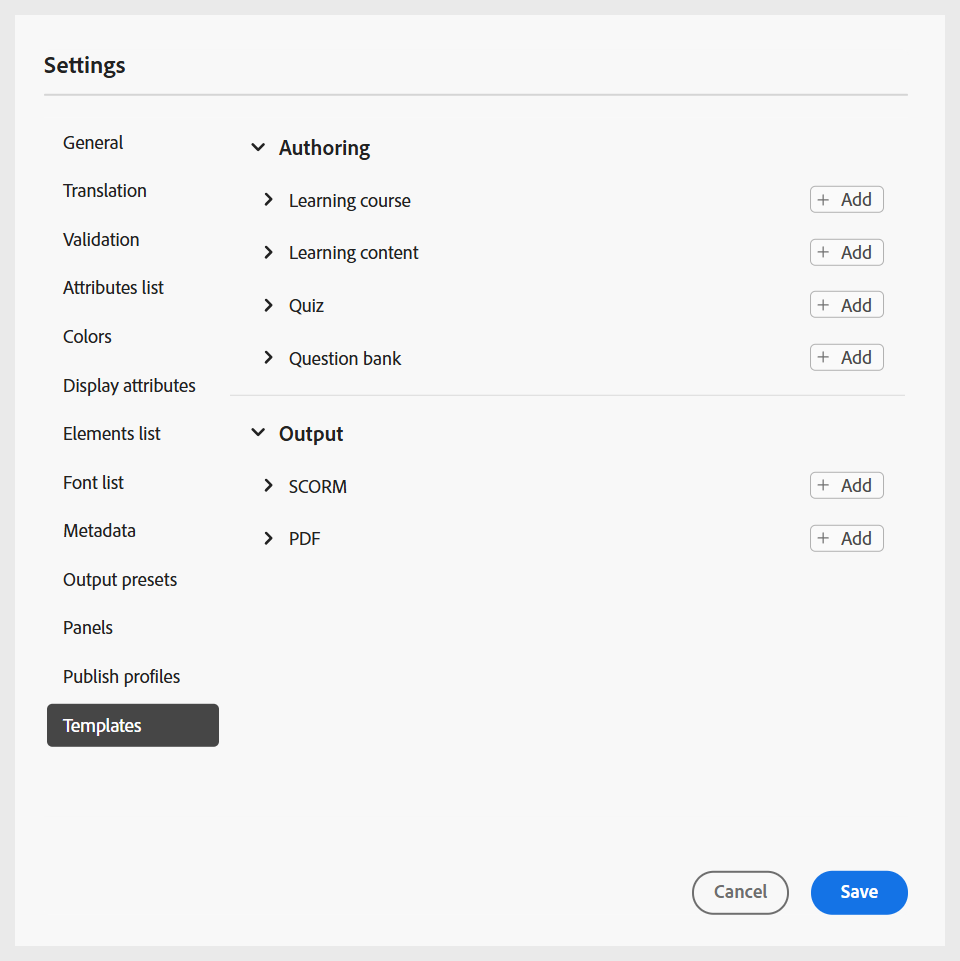 Settings
General
Translation
Validation
Attributes list
Colors
Display attributes
Elements list
Font list
Metadata
Output presets
Panels
Publish profiles
Templates
Authoring
Learning course
+ Add
Learning content
+ Add
Quiz
+ Add
Question bank
+ Add
Output
SCORM
+ Add
PDF
+ Add
Cancel
Save